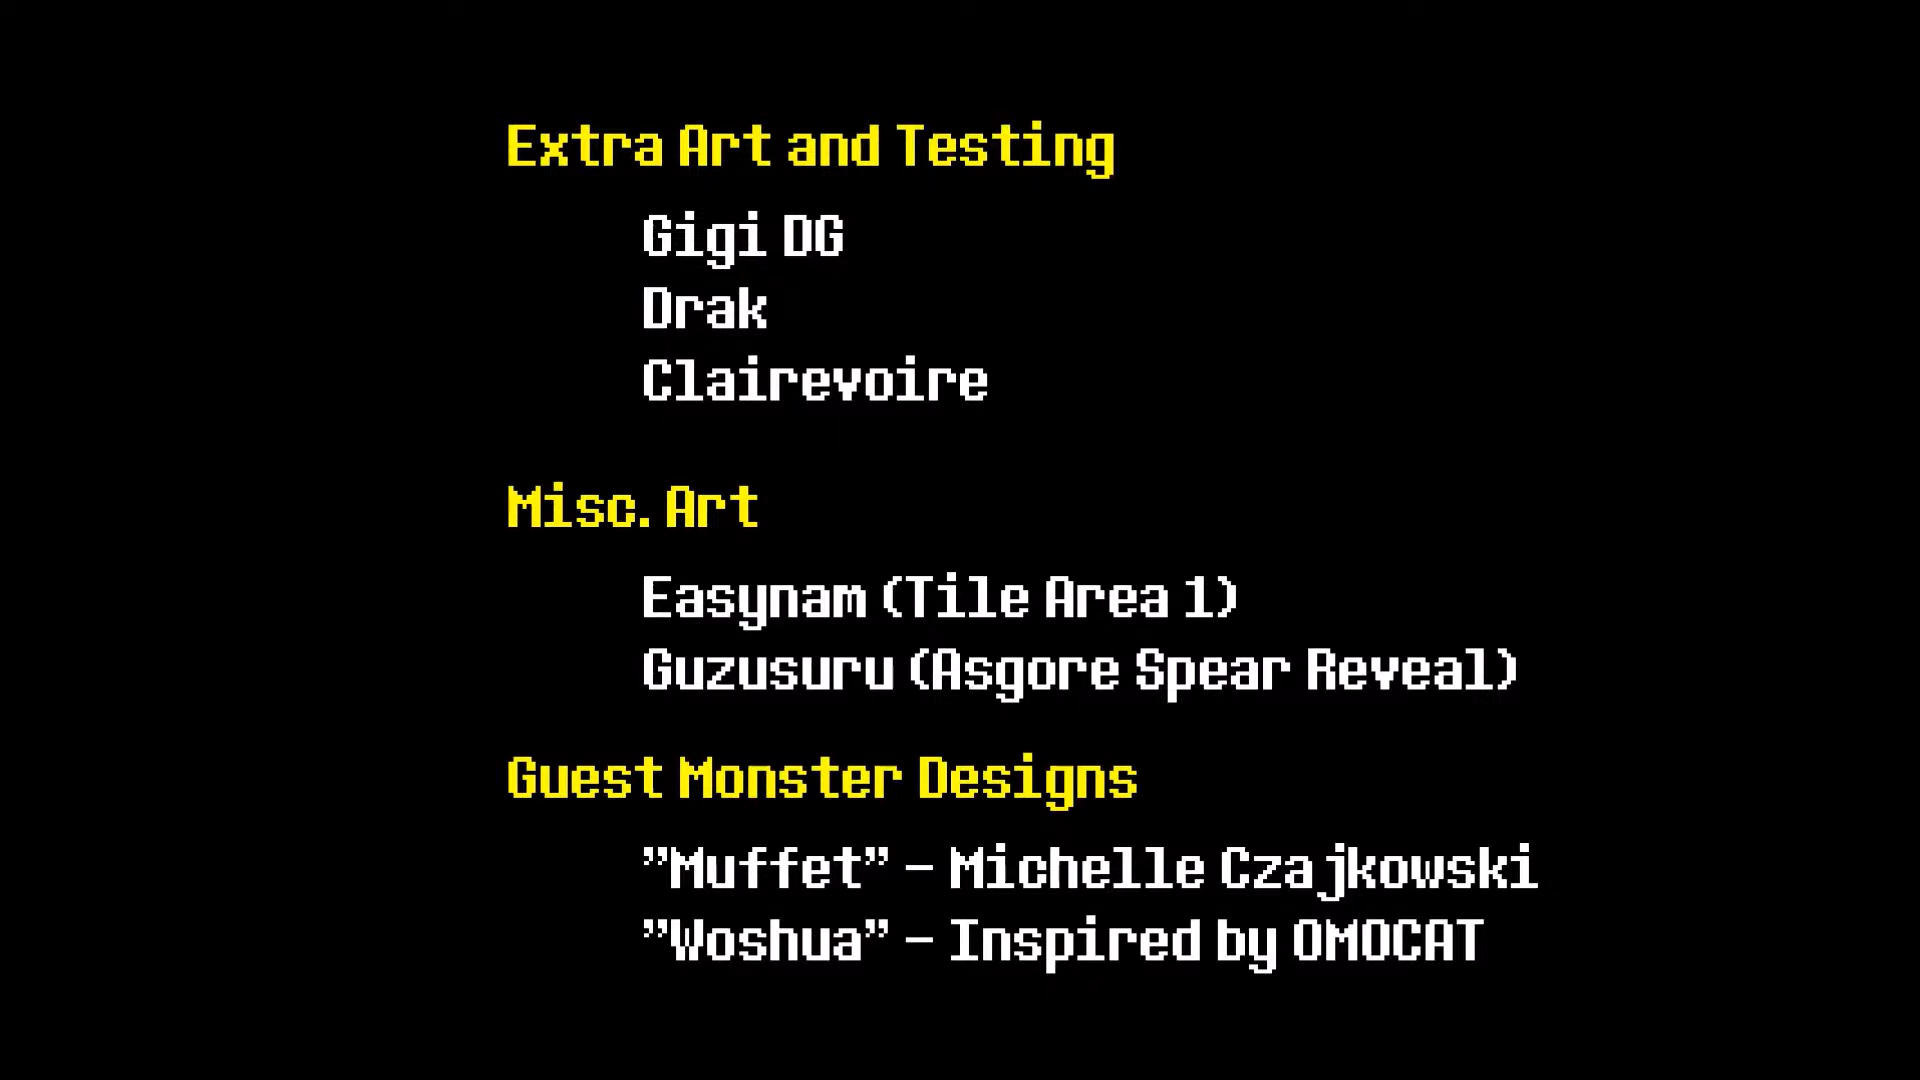 Extra Art and Testing
Gigi DG
Drak
Clairevoire
Misc. Art
Easynam (Tile Area 1)
Guzusuru (Asgore Spear Reveal)
Guest Monster Designs
"Muffet" - Michelle Czajkowski
"Woshua" - Inspired by OMOCAT